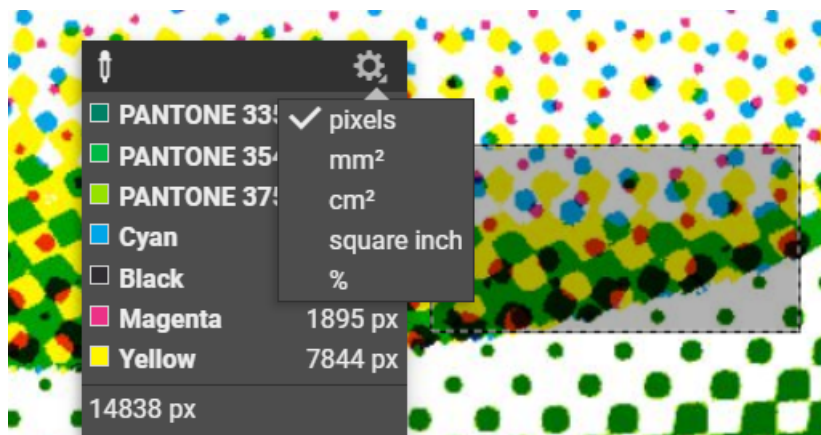 PANTONE 335
PANTONE 354
PANTONE 375
Cyan
Black
Magenta 1895 px
Yellow 7844 px
14838 px
pixels
mm²
cm²
square inch
%